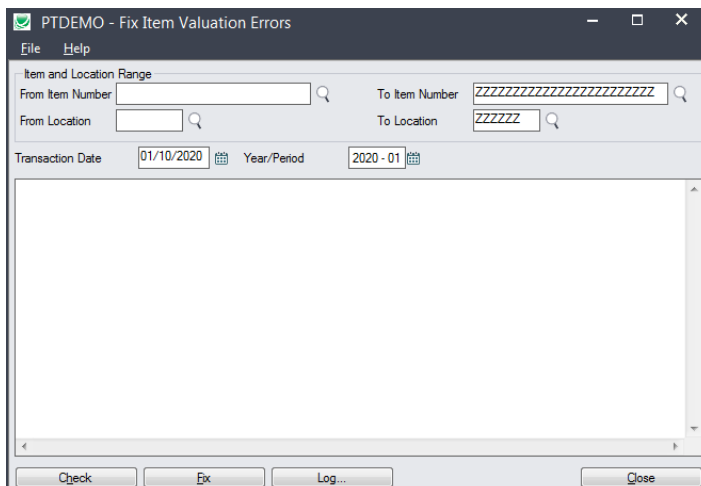 PTDEMO - Fix Item Valuation Errors
File Help
Item and Location Range
From Item Number To Item Number ZZZZZZZZZZZZZZZZZZZZZZZZ
From Location To Location ZZZZZZ
Transaction Date 01/10/2020 Year/Period 2020 - 01
Check Fix Log... Close